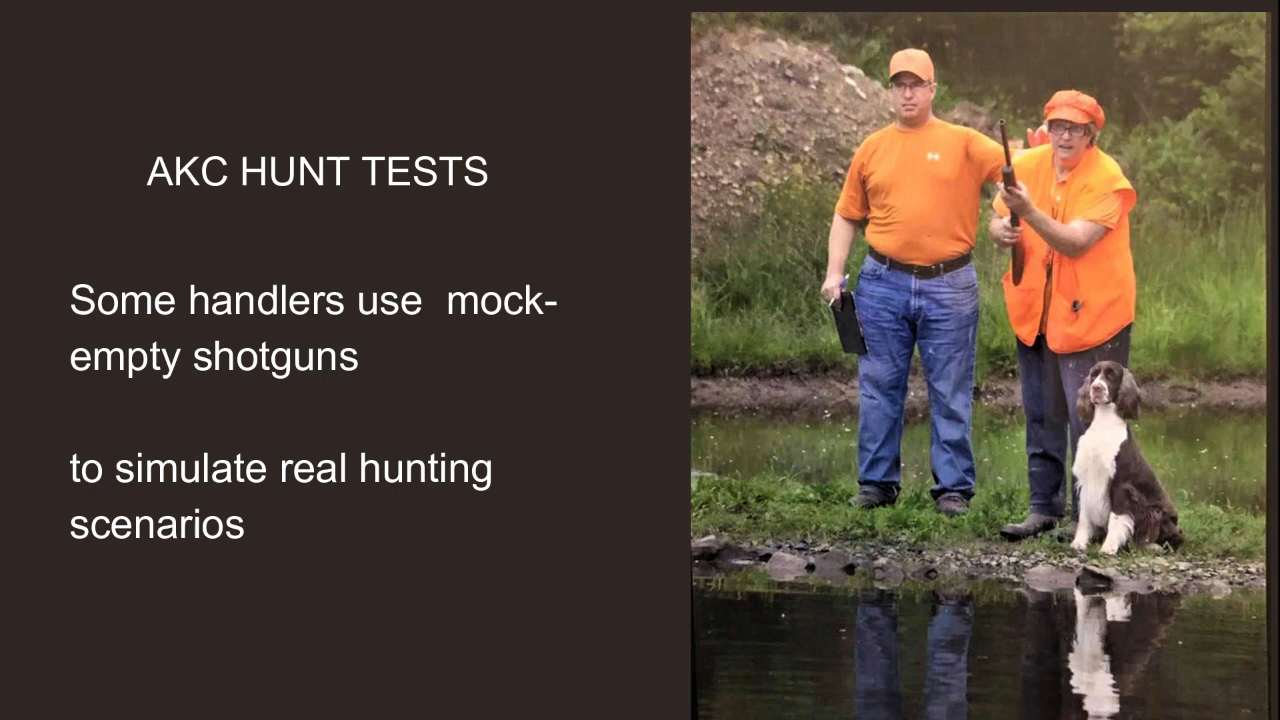 AKC HUNT TESTS
Some handlers use  mock-
empty shotguns
to simulate real hunting
scenarios